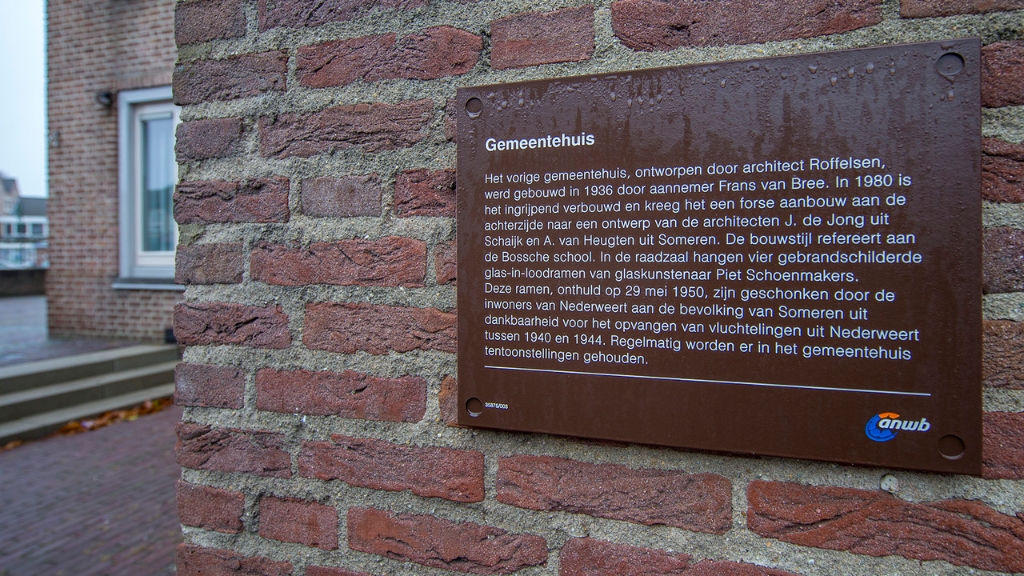 Gemeentehuis
Het vorige gemeentehuis, ontworpen door architect Roffelsen,
werd gebouwd in 1936 door aannemer Frans van Bree. In 1980 is
het ingrijpend verbouwd en kreeg het een forse aanbouw aan de
achterzijde naar een ontwerp van de architecten J. de Jong uit
Schaijk en A. van Heugten uit Someren. De bouwstijl refereert aan
de Bossche school. In de raadzaal hangen vier gebrandschilderde
glas-in-loodramen van glaskunstenaar Piet Schoenmakers.
Deze ramen, onthuld op 29 mei 1950, zijn geschonken door de
inwoners van Nederweert aan de bevolking van Someren uit
dankbaarheid voor het opvangen van vluchtelingen uit Nederweert
tussen 1940 en 1944. Regelmatig worden er in het gemeentehuis
tentoonstellingen gehouden.
anwb